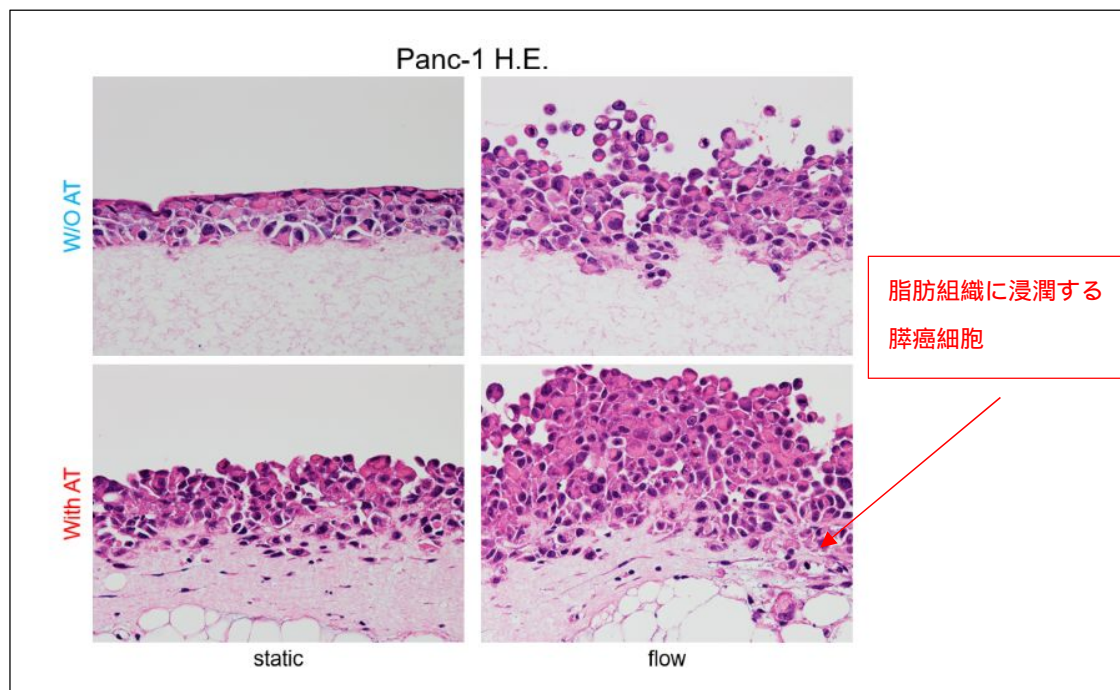 Panc-1 H.E.
W/O AT
With AT
static
flow
脂肪組織に浸潤する
膵癌細胞